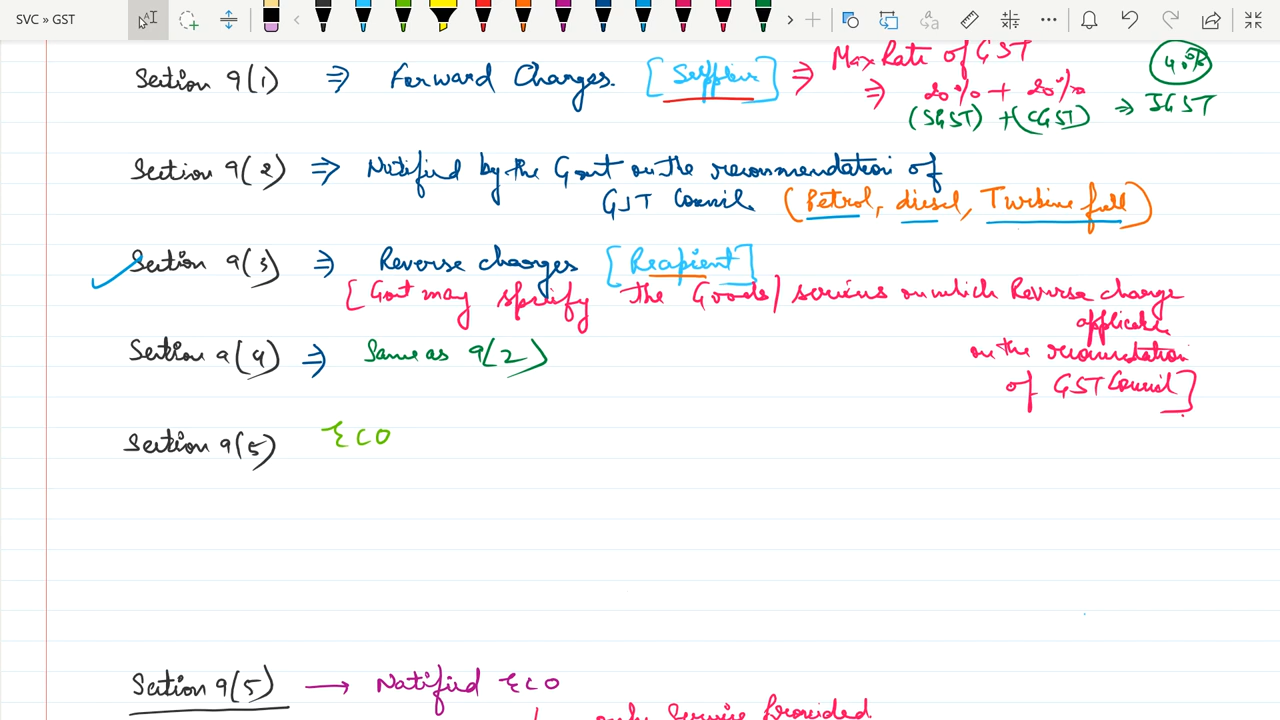 SVC » GST
Section 9(1) ⇒ Forward Charges. [Supplier] ⇒ Max Rate of GST
⇒ 20% + 20% 40%
(SGST) + (CGST) ⇒ IGST
Section 9(2) ⇒ Notified by the Govt on the recommendation of
GST Council (Petrol, diesel, Turbine fuel)
Section 9(3) ⇒ Reverse charges [Recipient]
[Govt may specify the Goods/services on which Reverse charge
applicable
on the recommendation
of GST Council]
Section 9(4) ⇒ Same as 9(2)
Section 9(5) ECO
Section 9(5) → Notified ECO
only Service Provided